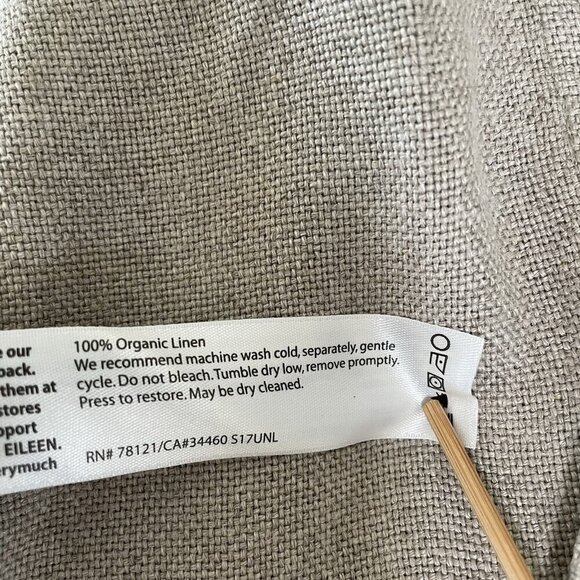 e our
back.
them at
stores
pport
EILEEN.
erymuch
100% Organic Linen
We recommend machine wash cold, separately, gentle
cycle. Do not bleach. Tumble dry low, remove promptly.
Press to restore. May be dry cleaned.
RN# 78121/CA#34460 S17UNL